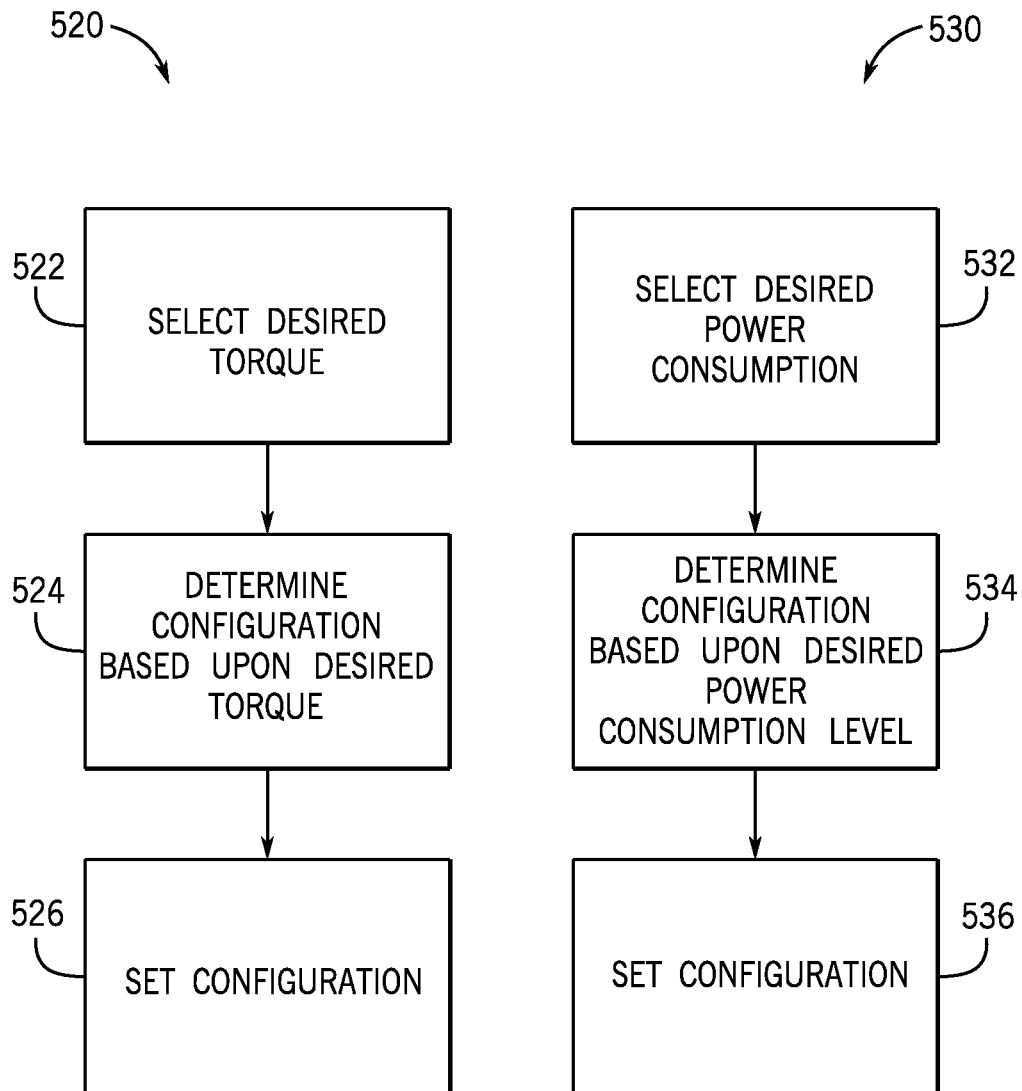 520
530
522
SELECT DESIRED
TORQUE
532
SELECT DESIRED
POWER
CONSUMPTION
524
DETERMINE
CONFIGURATION
BASED UPON DESIRED
TORQUE
534
DETERMINE
CONFIGURATION
BASED UPON DESIRED
POWER
CONSUMPTION LEVEL
526
SET CONFIGURATION
536
SET CONFIGURATION